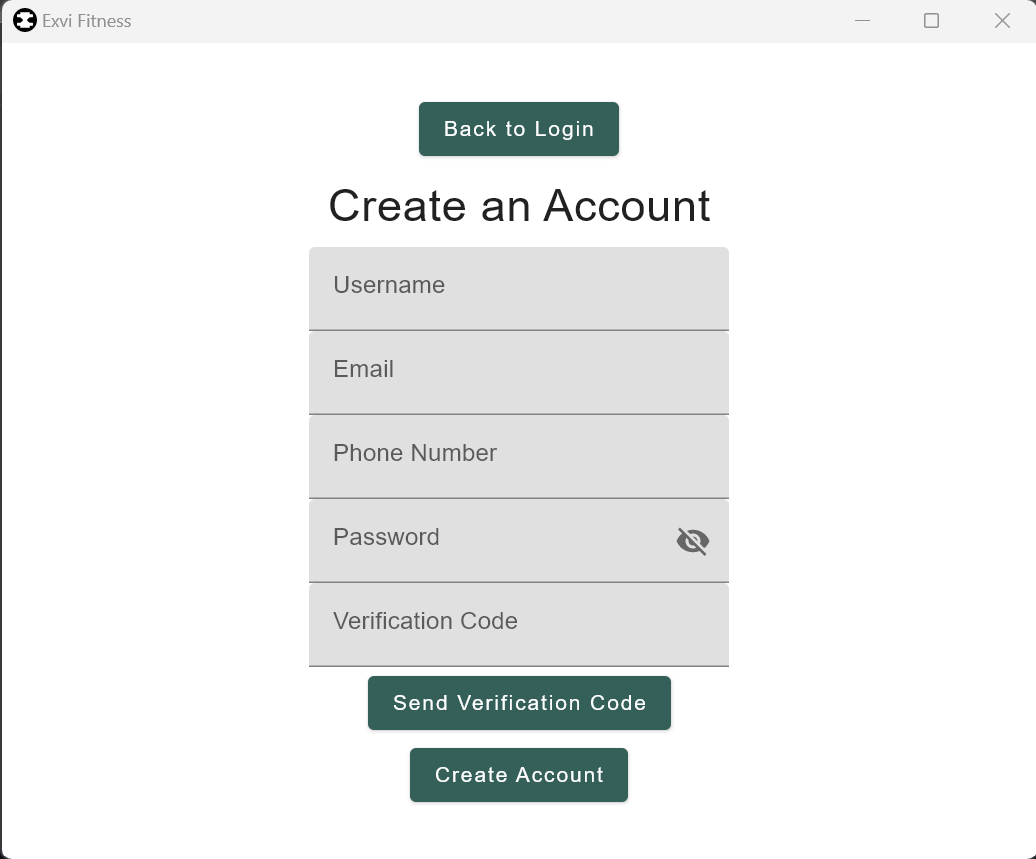 Exvi Fitness
Back to Login
Create an Account
Username
Email
Phone Number
Password
Verification Code
Send Verification Code
Create Account